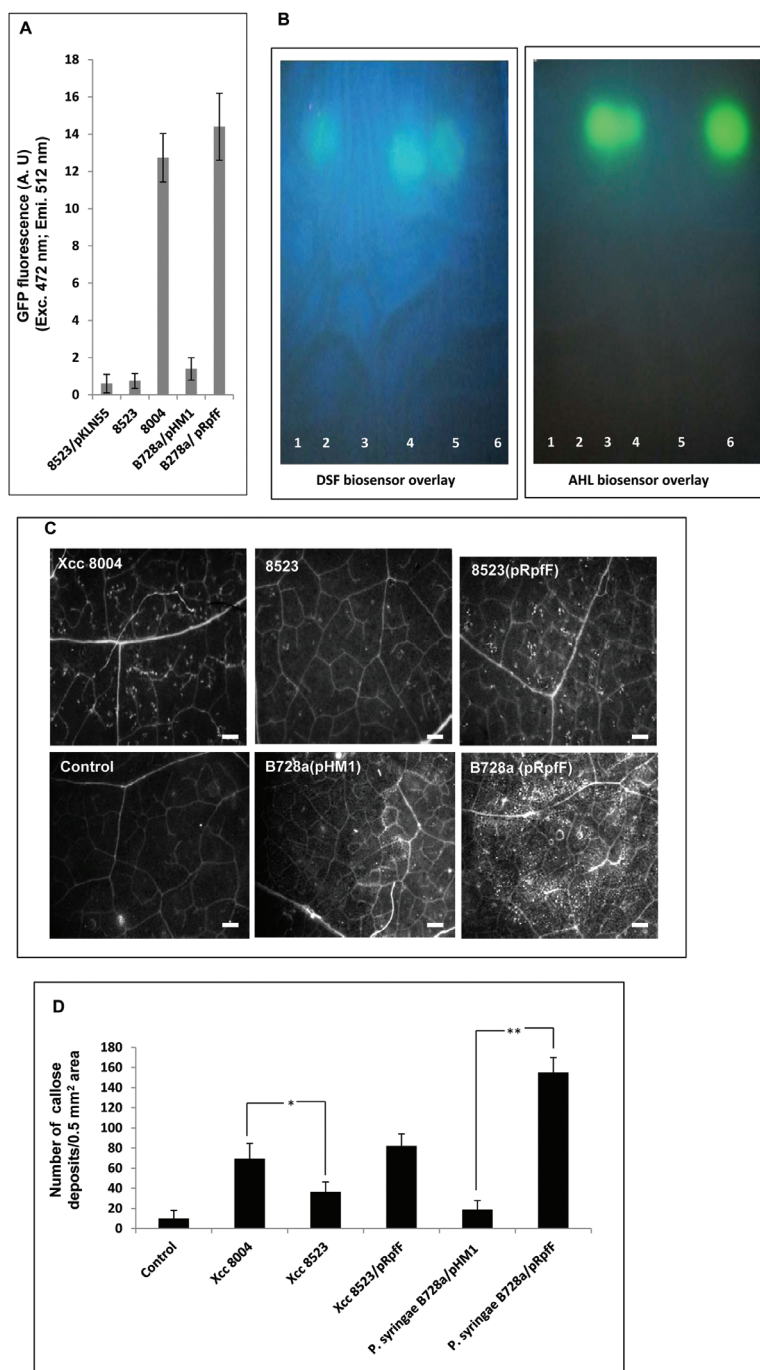 A
GFP fluorescence (A. U)
(Exc. 472 nm; Emi. 512 nm)
18
16
14
12
10
8
6
4
2
0
8523/pKLN55
8523
8004
B728a/pHM1
B278a/ pRpfF
B
1 2 3 4 5 6
DSF biosensor overlay
1 2 3 4 5 6
AHL biosensor overlay
C
Xcc 8004
8523
8523(pRpfF)
Control
B728a(pHM1)
B728a (pRpfF)
D
Number of callose
deposits/0.5 mm² area
180
160
140
120
100
80
60
40
20
0
*
**
Control
Xcc 8004
Xcc 8523
Xcc 8523/pRpfF
P. syringae B728a/pHM1
P. syringae B728a/pRpfF